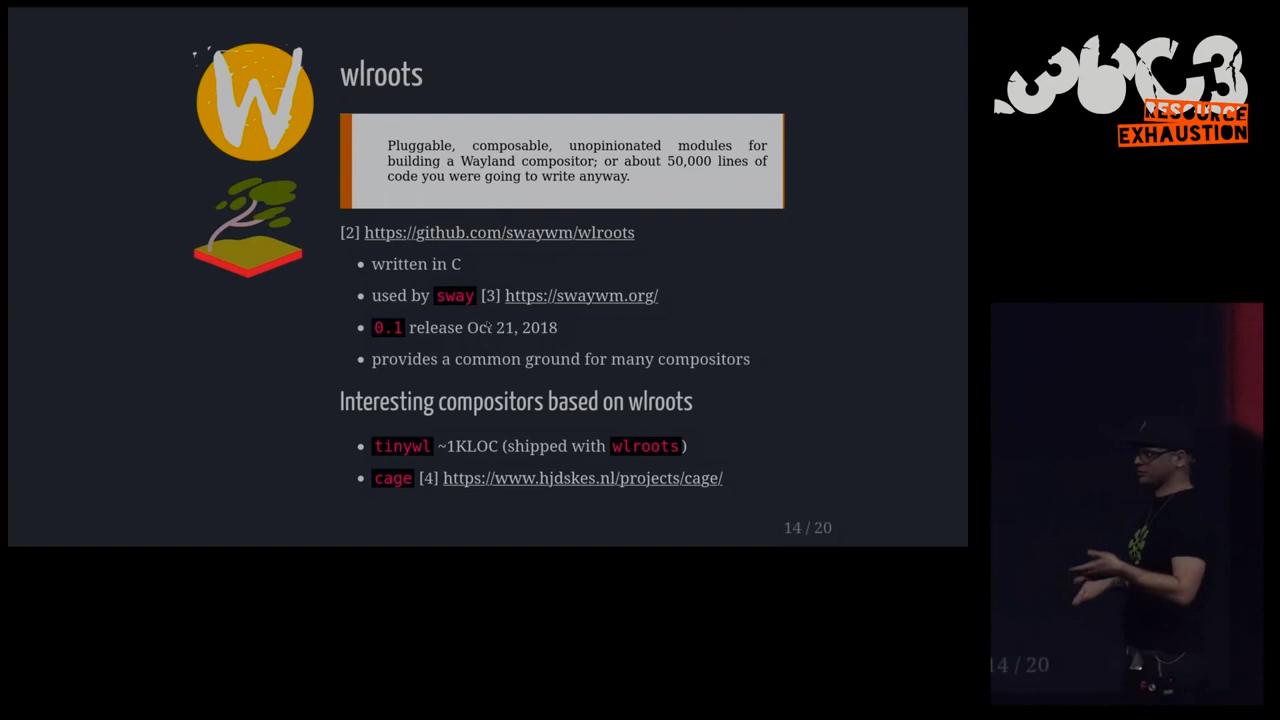 wlroots
Pluggable, composable, unopinionated modules for
building a Wayland compositor; or about 50,000 lines of
code you were going to write anyway.
[2] https://github.com/swaywm/wlroots
• written in C
• used by sway [3] https://swaywm.org/
• 0.1 release Oct 21, 2018
• provides a common ground for many compositors
Interesting compositors based on wlroots
• tinywl ~1KLOC (shipped with wlroots)
• cage [4] https://www.hjdskes.nl/projects/cage/
14 / 20
36C3
RESOURCE
EXHAUSTION
14 / 20